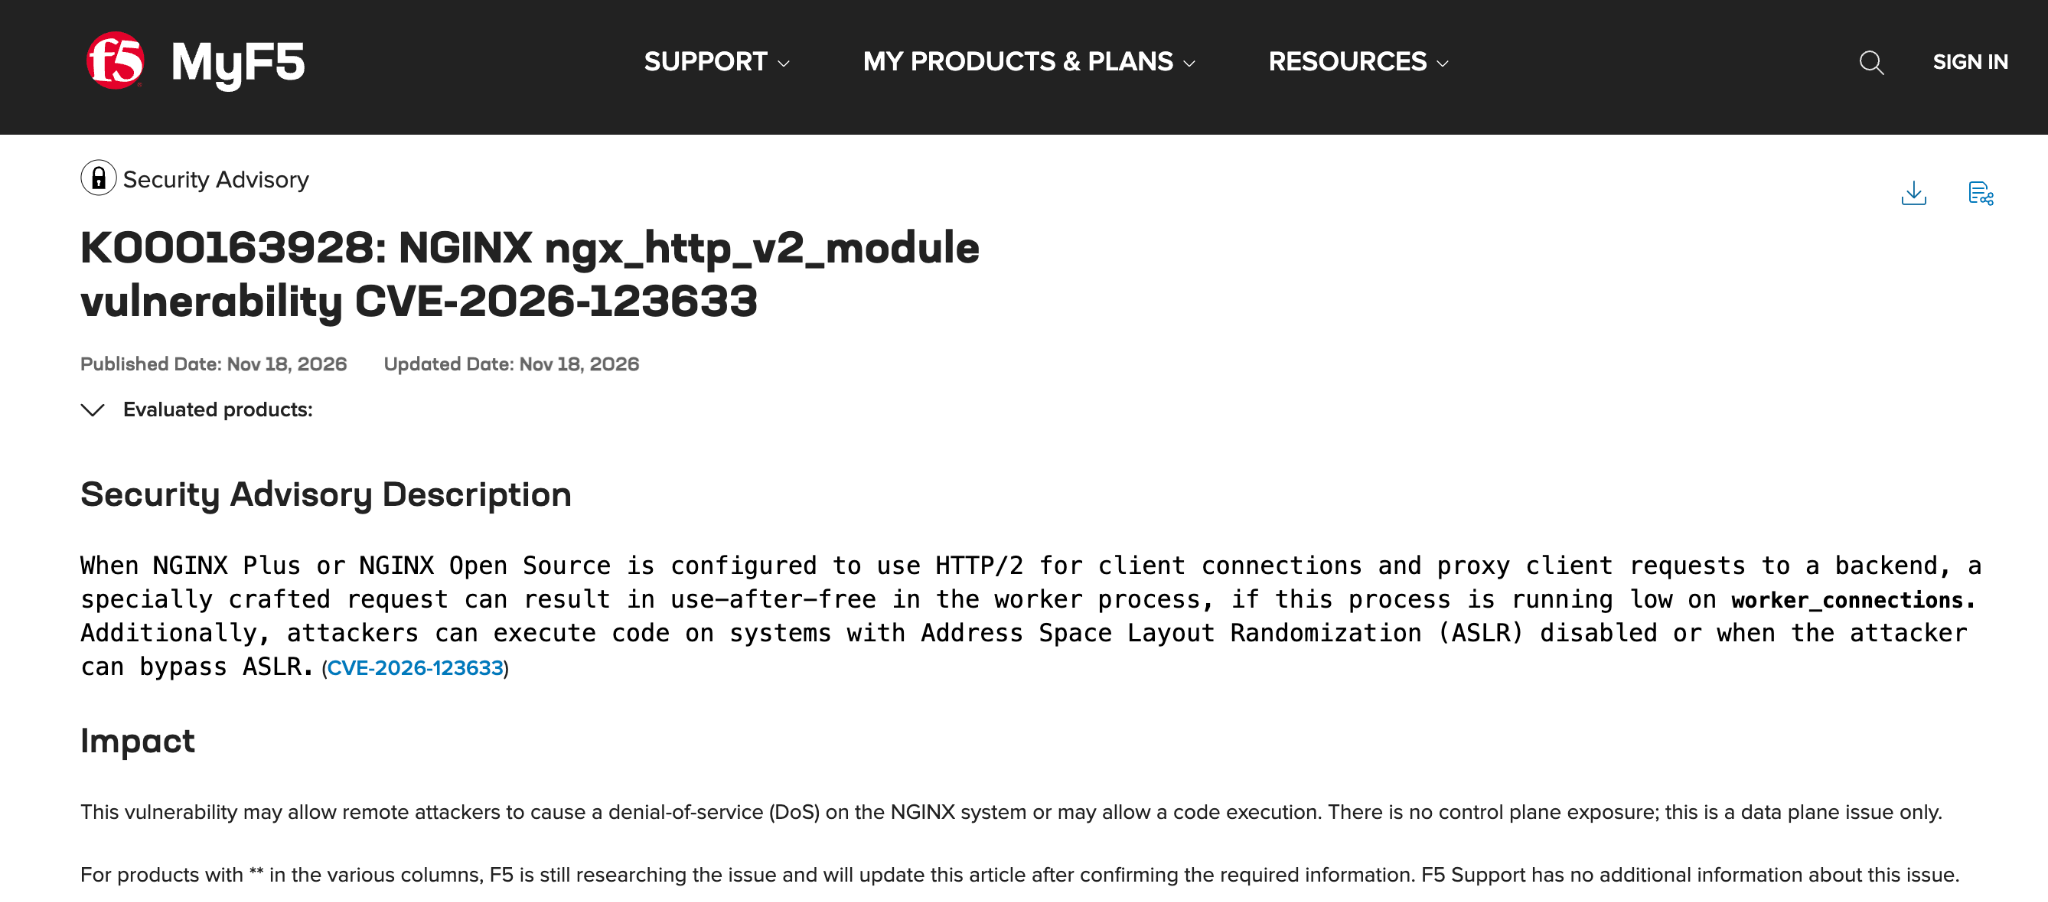 f5 MyF5 SUPPORT MY PRODUCTS & PLANS RESOURCES SIGN IN
Security Advisory
K000163928: NGINX ngx_http_v2_module
vulnerability CVE-2026-123633
Published Date: Nov 18, 2026 Updated Date: Nov 18, 2026
Evaluated products:
Security Advisory Description
When NGINX Plus or NGINX Open Source is configured to use HTTP/2 for client connections and proxy client requests to a backend, a
specially crafted request can result in use-after-free in the worker process, if this process is running low on worker_connections.
Additionally, attackers can execute code on systems with Address Space Layout Randomization (ASLR) disabled or when the attacker
can bypass ASLR. (CVE-2026-123633)
Impact
This vulnerability may allow remote attackers to cause a denial-of-service (DoS) on the NGINX system or may allow a code execution. There is no control plane exposure; this is a data plane issue only.
For products with ** in the various columns, F5 is still researching the issue and will update this article after confirming the required information. F5 Support has no additional information about this issue.